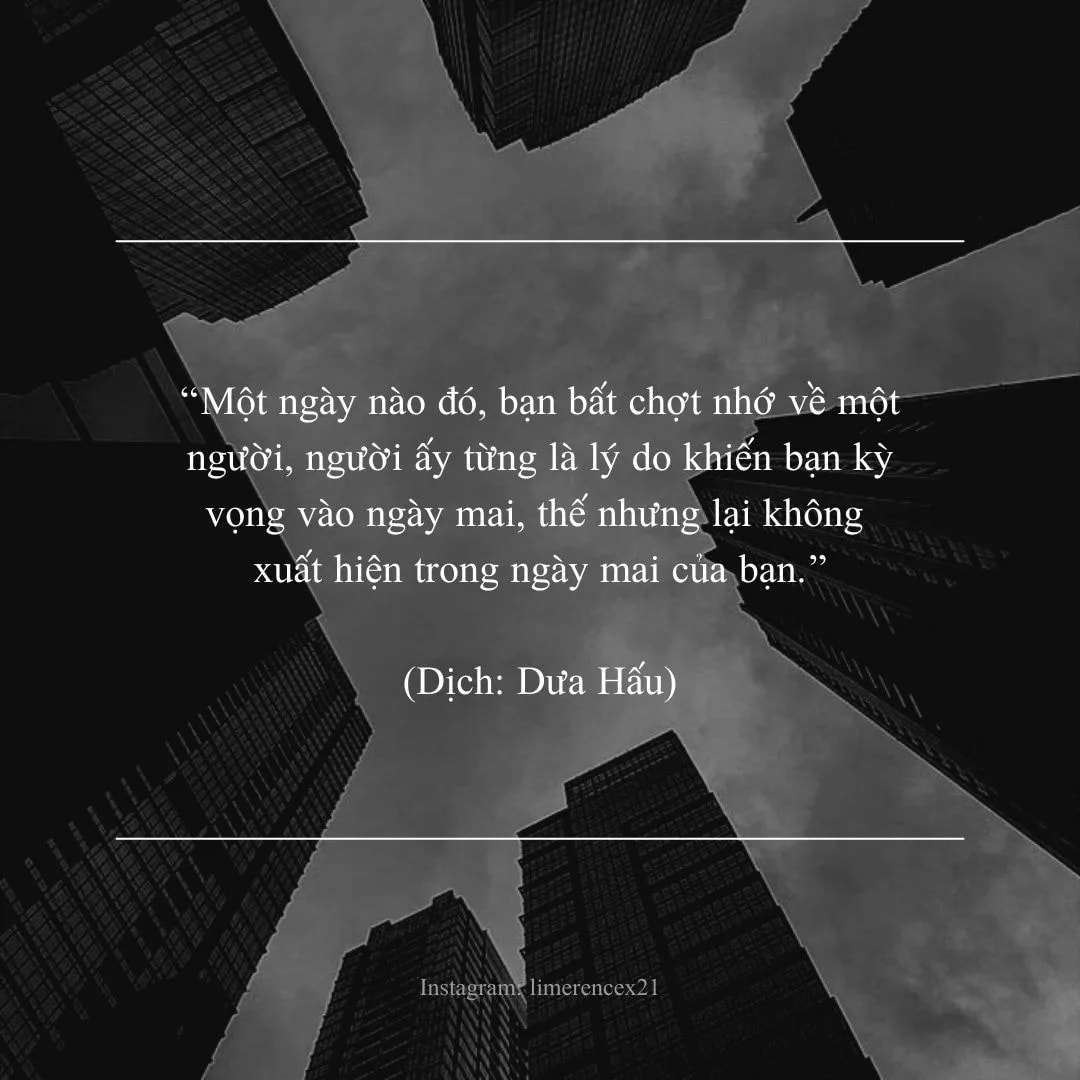 “Một ngày nào đó, bạn bất chợt nhớ về một
người, người ấy từng là lý do khiến bạn kỳ
vọng vào ngày mai, thế nhưng lại không
xuất hiện trong ngày mai của bạn.”
(Dịch: Dưa Hấu)
Instagram: limerencex21